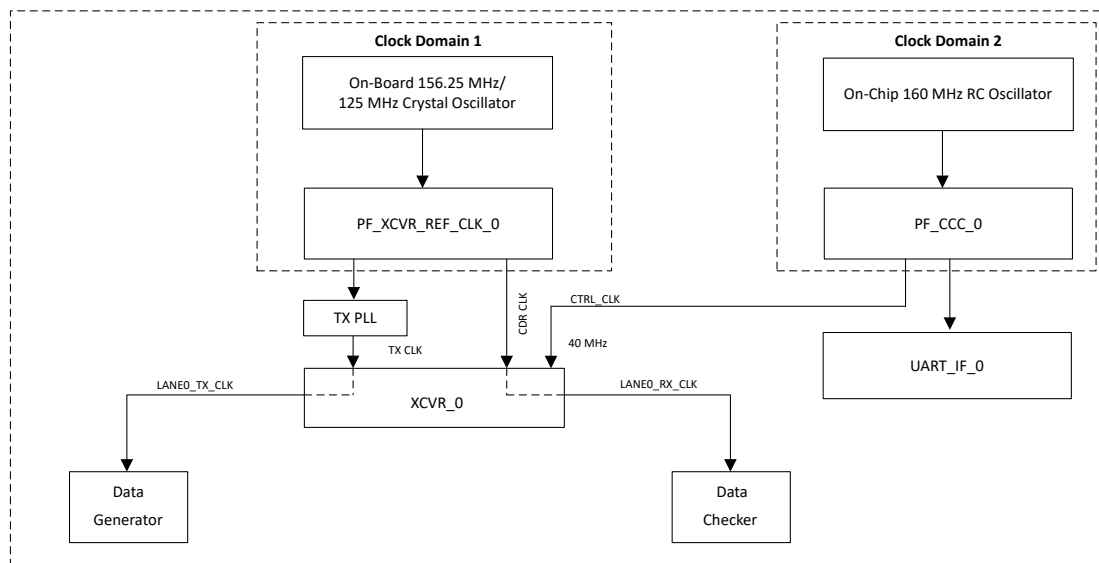 Clock Domain 1
On-Board 156.25 MHz/
125 MHz Crystal Oscillator
PF_XCVR_REF_CLK_0
Clock Domain 2
On-Chip 160 MHz RC Oscillator
PF_CCC_0
TX PLL
CDR CLK
CTRL_CLK
TX CLK
40 MHz
UART_IF_0
LANE0_TX_CLK
XCVR_0
LANE0_RX_CLK
Data
Generator
Data
Checker